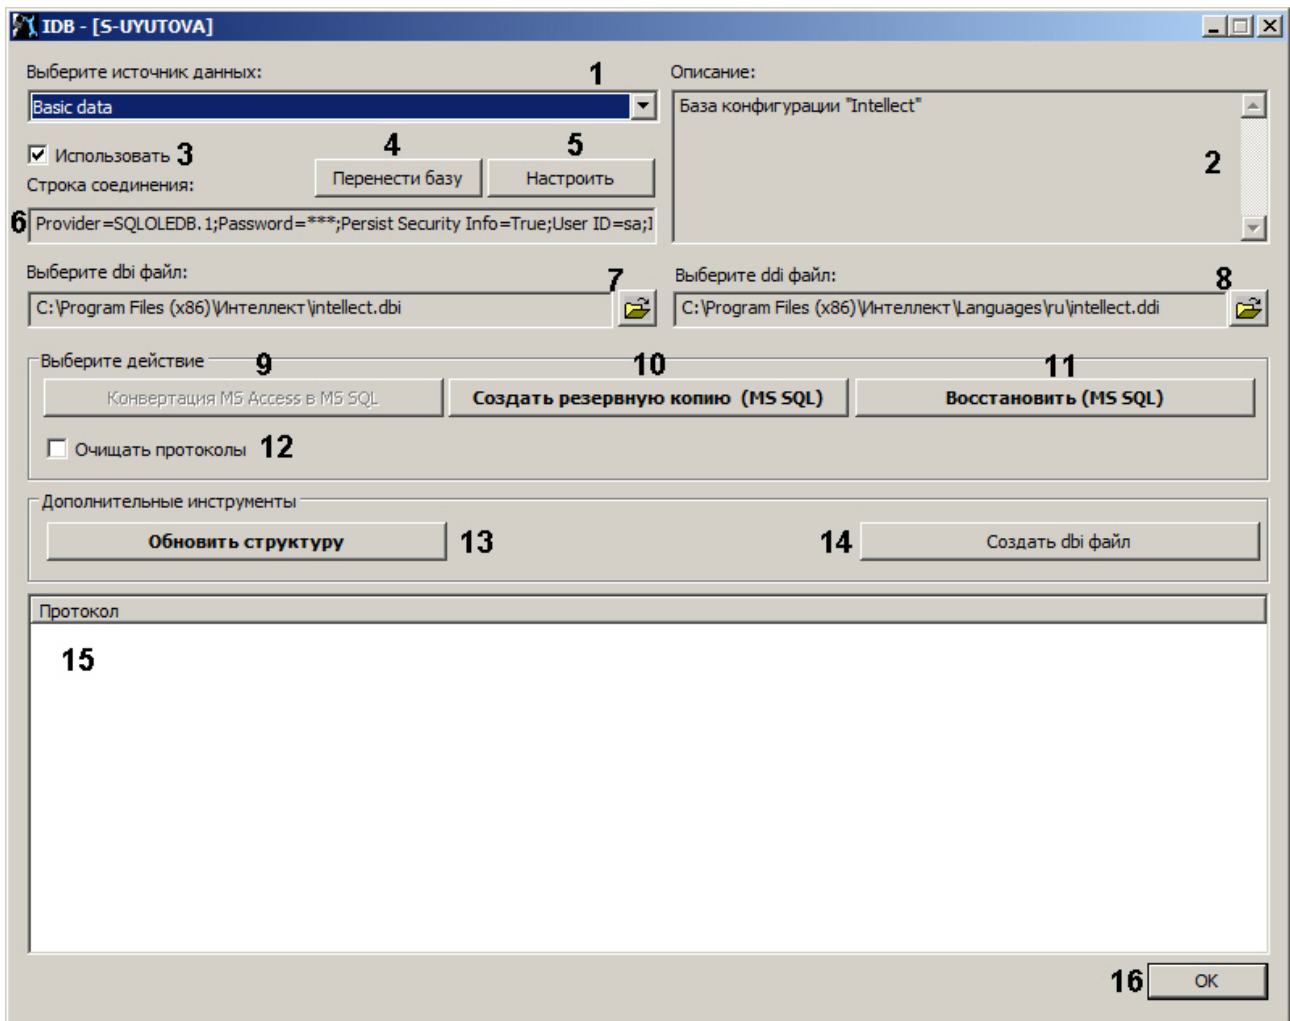 IDB - [S-UYUTOVA]
Выберите источник данных: 1
Описание:
Basic data
База конфигурации "Intellect"
2
Использовать 3
4
5
Строка соединения:
Перенести базу
Настроить
6 Provider=SQLOLEDB.1;Password=***;Persist Security Info=True;User ID=sa;I
Выберите dbi файл: 7
Выберите ddi файл: 8
C:\Program Files (x86)\Интеллект\intellect.dbi
C:\Program Files (x86)\Интеллект\Languages\ru\intellect.ddi
Выберите действие 9 10 11
Конвертация MS Access в MS SQL
Создать резервную копию (MS SQL)
Восстановить (MS SQL)
Очищать протоколы 12
Дополнительные инструменты
Обновить структуру 13
14 Создать dbi файл
Протокол
15
16 OK